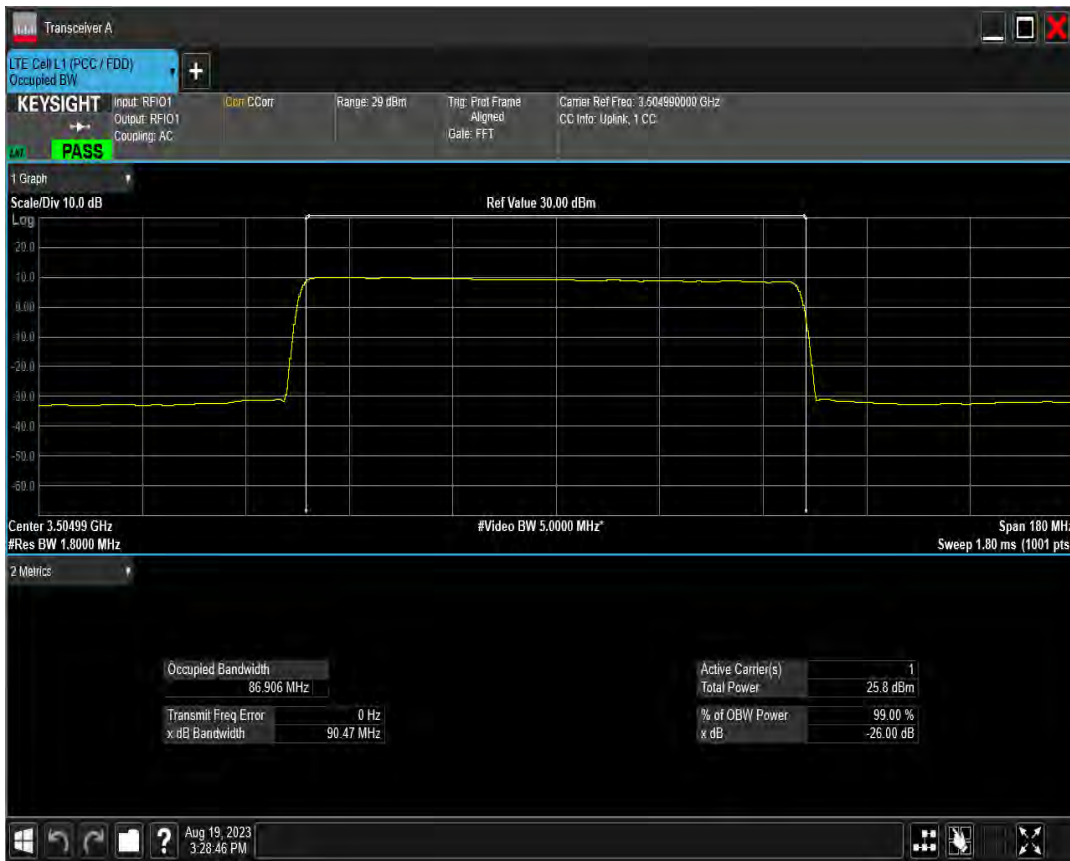 Transceiver A
LTE Cell L1 (PCC / FDD)
Occupied BW
+
KEYSIGHT
Input: RFIO1
Output: RFIO1
Coupling: AC
Corr CCorr
Range: 29 dBm
Trig: Prot Frame
Aligned
Gate: FFT
Carrier Ref Freq: 3.504990000 GHz
CC Info: Uplink, 1 CC
PASS
1 Graph
Scale/Div 10.0 dB
Ref Value 30.00 dBm
Log
20.0
10.0
0.00
-10.0
-20.0
-30.0
-40.0
-50.0
-60.0
Center 3.50499 GHz
#Video BW 5.0000 MHz*
Span 180 MHz
#Res BW 1.8000 MHz
Sweep 1.80 ms (1001 pts
2 Metrics
Occupied Bandwidth
86.906 MHz
Transmit Freq Error 0 Hz
x dB Bandwidth 90.47 MHz
Active Carrier(s) 1
Total Power 25.8 dBm
% of OBW Power 99.00 %
x dB -26.00 dB
?
Aug 19, 2023
3:28:46 PM